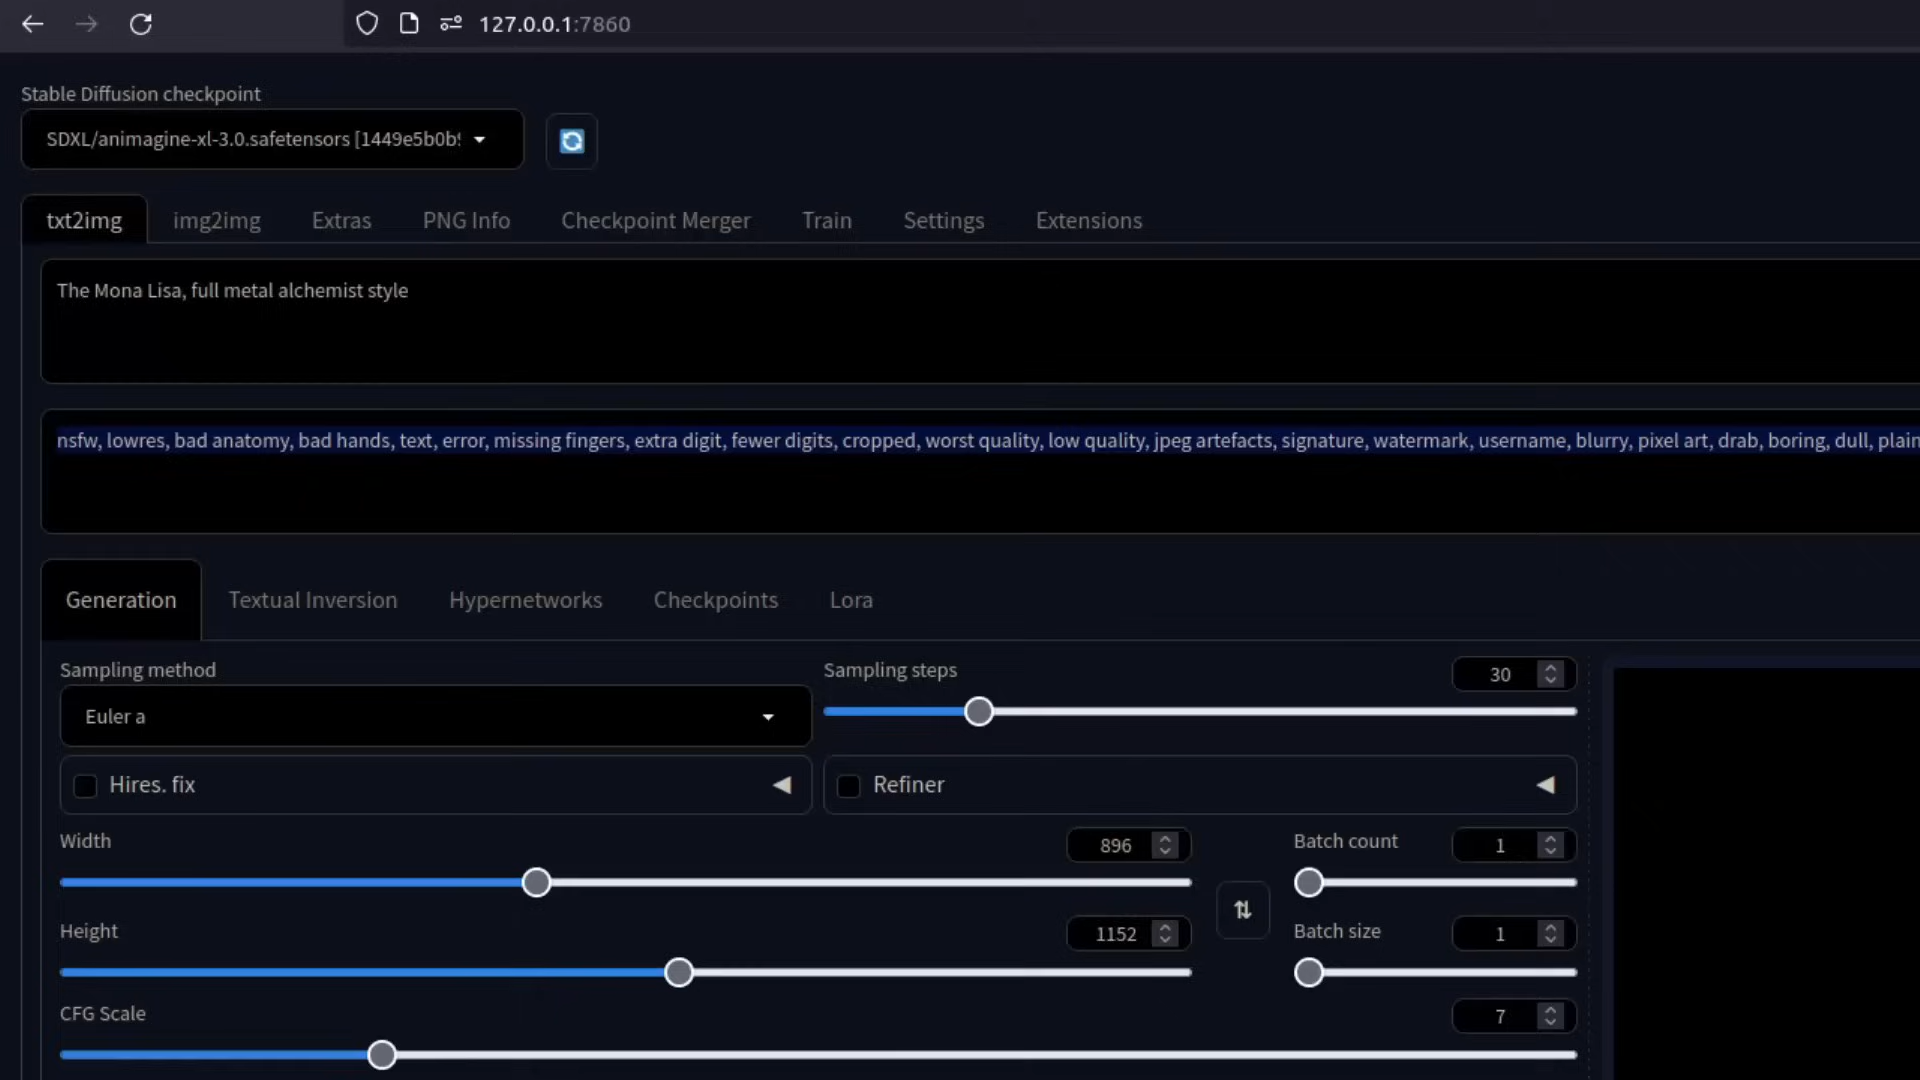 127.0.0.1:7860
Stable Diffusion checkpoint
SDXL/animagine-xl-3.0.safetensors [1449e5b0b
txt2img img2img Extras PNG Info Checkpoint Merger Train Settings Extensions
The Mona Lisa, full metal alchemist style
nsfw, lowres, bad anatomy, bad hands, text, error, missing fingers, extra digit, fewer digits, cropped, worst quality, low quality, jpeg artefacts, signature, watermark, username, blurry, pixel art, drab, boring, dull, plain
Generation Textual Inversion Hypernetworks Checkpoints Lora
Sampling method Sampling steps 30
Euler a
Hires. fix Refiner
Width 896 Batch count 1
Height 1152 Batch size 1
CFG Scale 7